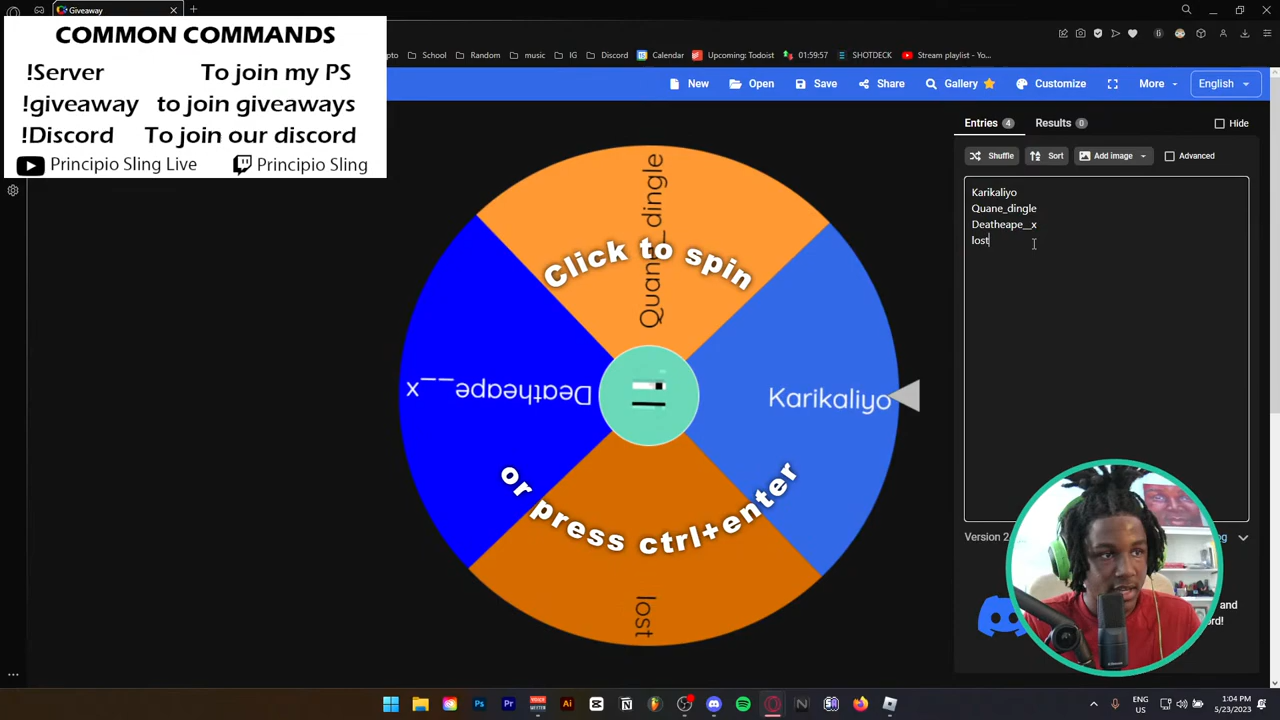 Giveaway
COMMON COMMANDS
!Server To join my PS
!giveaway to join giveaways
!Discord To join our discord
Principio Sling Live Principio Sling
School Random music IG Discord Calendar Upcoming: Todoist 01:59:57 SHOTDECK Stream playlist - Yo...
New Open Save Share Gallery Customize More English
Entries 4 Results 0 Hide
Shuffle Sort Add image Advanced
Karikaliyo
Quane_dingle
Deatheape__x
lost
Quane_dingle
Click to spin
Deatheape__x
Karikaliyo
or press ctrl+enter
lost
Version 2
and
ENG
US
1:04 PM
5/23/2023